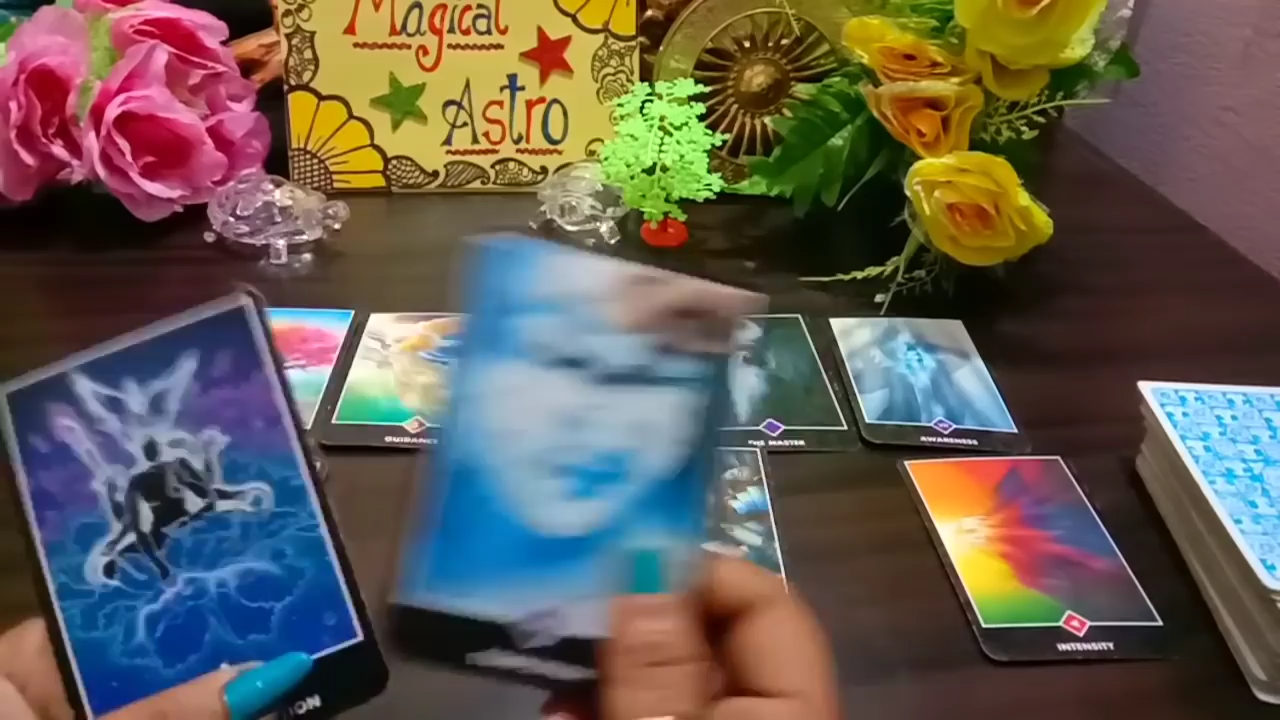 Magical
Astro
GUIDANCE
THE MASTER
AWARENESS
INTENSITY